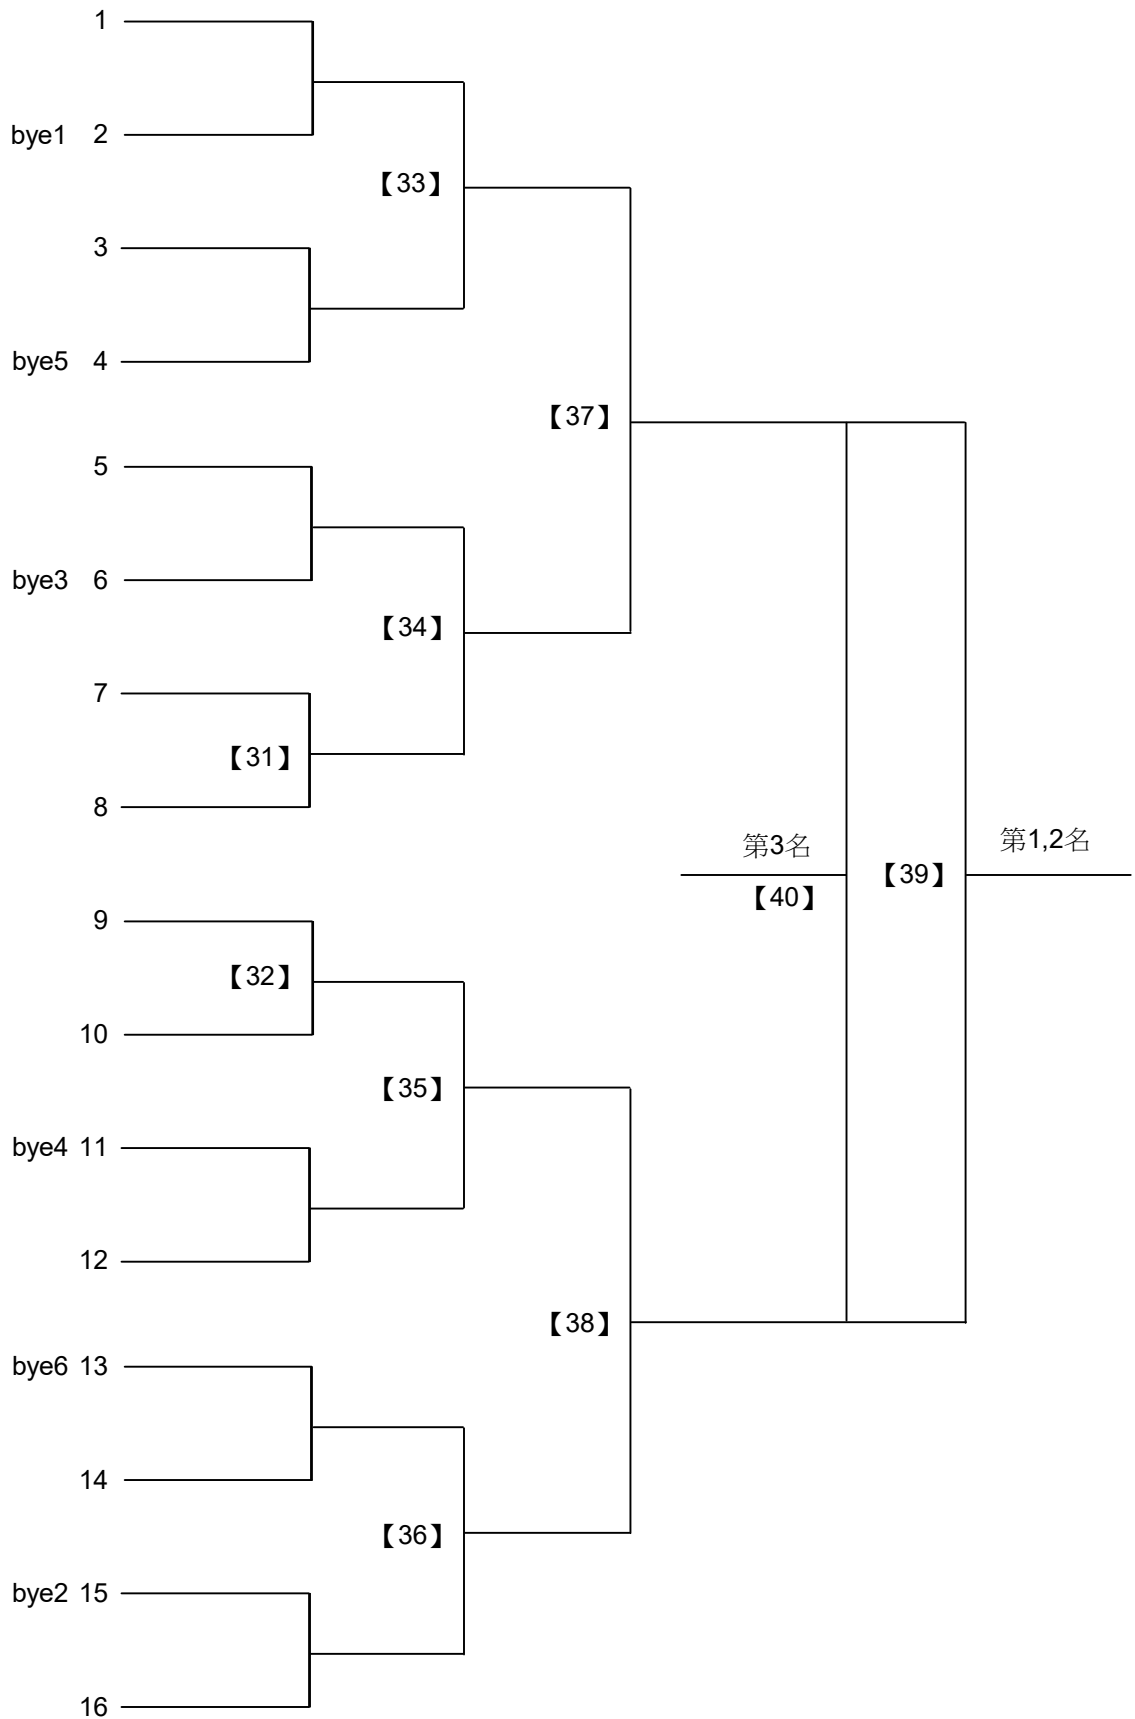 1
bye1 2
【33】
3
bye5 4
【37】
5
bye3 6
【34】
7
【31】
8
第3名
第1,2名
【39】
【40】
9
【32】
10
【35】
bye4 11
12
【38】
bye6 13
14
【36】
bye2 15
16